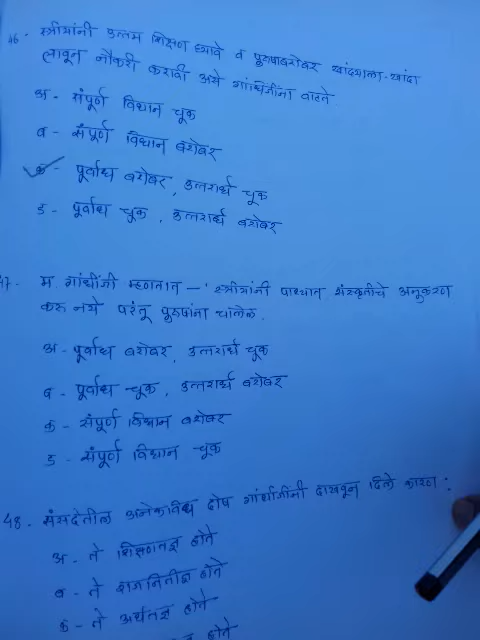 46. स्त्रीयांनी उत्तम शिक्षण घ्यावे व पुरुषाबरोबर खांद्याला-खांदा
लावून नौकरी करावी असे गांधीजींना वाटते.
अ - संपूर्ण विधान चूक
ब - संपूर्ण विधान बरोबर
क - पूर्वाध बरोबर, उत्तरार्ध चूक
ड - पूर्वाध चूक, उत्तरार्ध बरोबर
47. म. गांधींनी म्हणतात - 'स्त्रीयांनी पाश्चात संस्कृतीचे अनुकरण
करू नये परंतू पुरुषांना चालेल.
अ - पूर्वाध बरोबर, उत्तरार्ध चूक
ब - पूर्वाध चूक, उत्तरार्ध बरोबर
क - संपूर्ण विधान बरोबर
ड - संपूर्ण विधान चूक
48. संसदेतील अनेकविध दोष गांधीजींनी दाखवून दिले कारण :
अ - ते शिक्षणतज्ञ होते
ब - ते राजनितीज्ञ होते
क - ते अर्थतज्ञ होते
होते